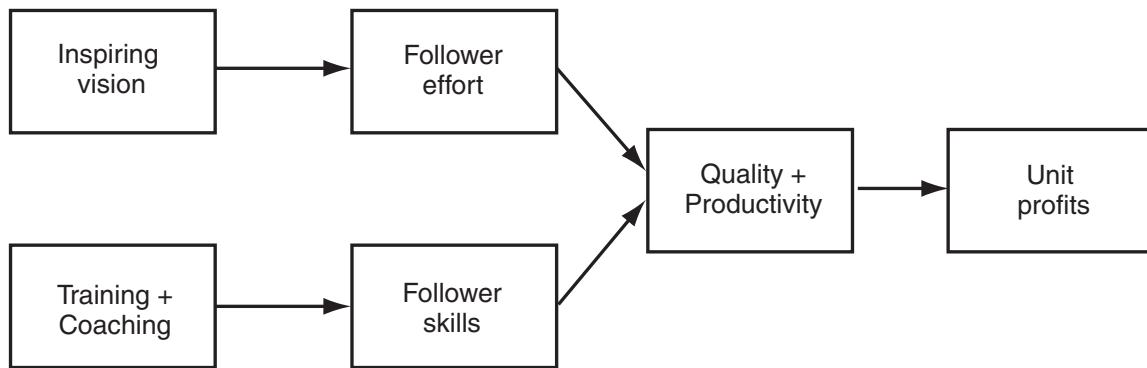 Inspiring
vision
Follower
effort
Quality +
Productivity
Unit
profits
Training +
Coaching
Follower
skills